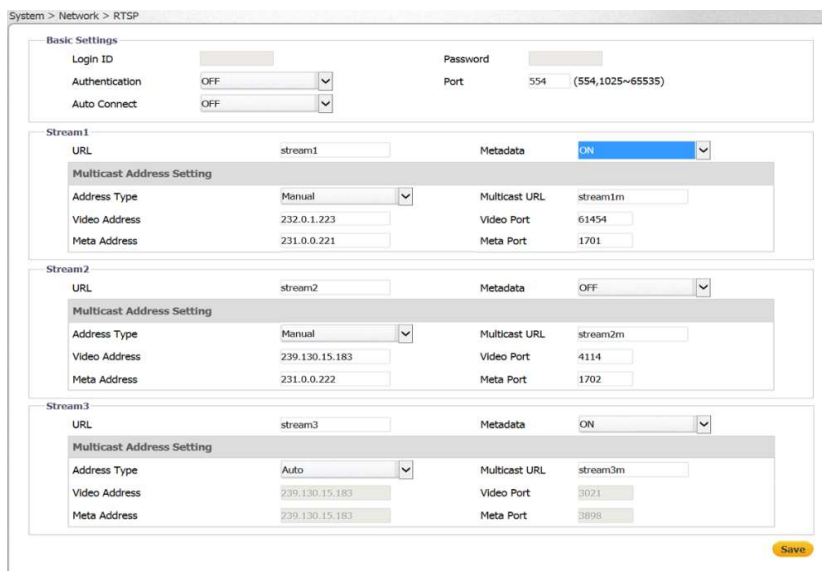 System > Network > RTSP
Basic Settings
Login ID Password
Authentication OFF Port 554 (554,1025~65535)
Auto Connect OFF
Stream1
URL stream1 Metadata ON
Multicast Address Setting
Address Type Manual Multicast URL stream1m
Video Address 232.0.1.223 Video Port 61454
Meta Address 231.0.0.221 Meta Port 1701
Stream2
URL stream2 Metadata OFF
Multicast Address Setting
Address Type Manual Multicast URL stream2m
Video Address 239.130.15.183 Video Port 4114
Meta Address 231.0.0.222 Meta Port 1702
Stream3
URL stream3 Metadata ON
Multicast Address Setting
Address Type Auto Multicast URL stream3m
Video Address 239.130.15.183 Video Port 3021
Meta Address 239.130.15.183 Meta Port 3898
Save